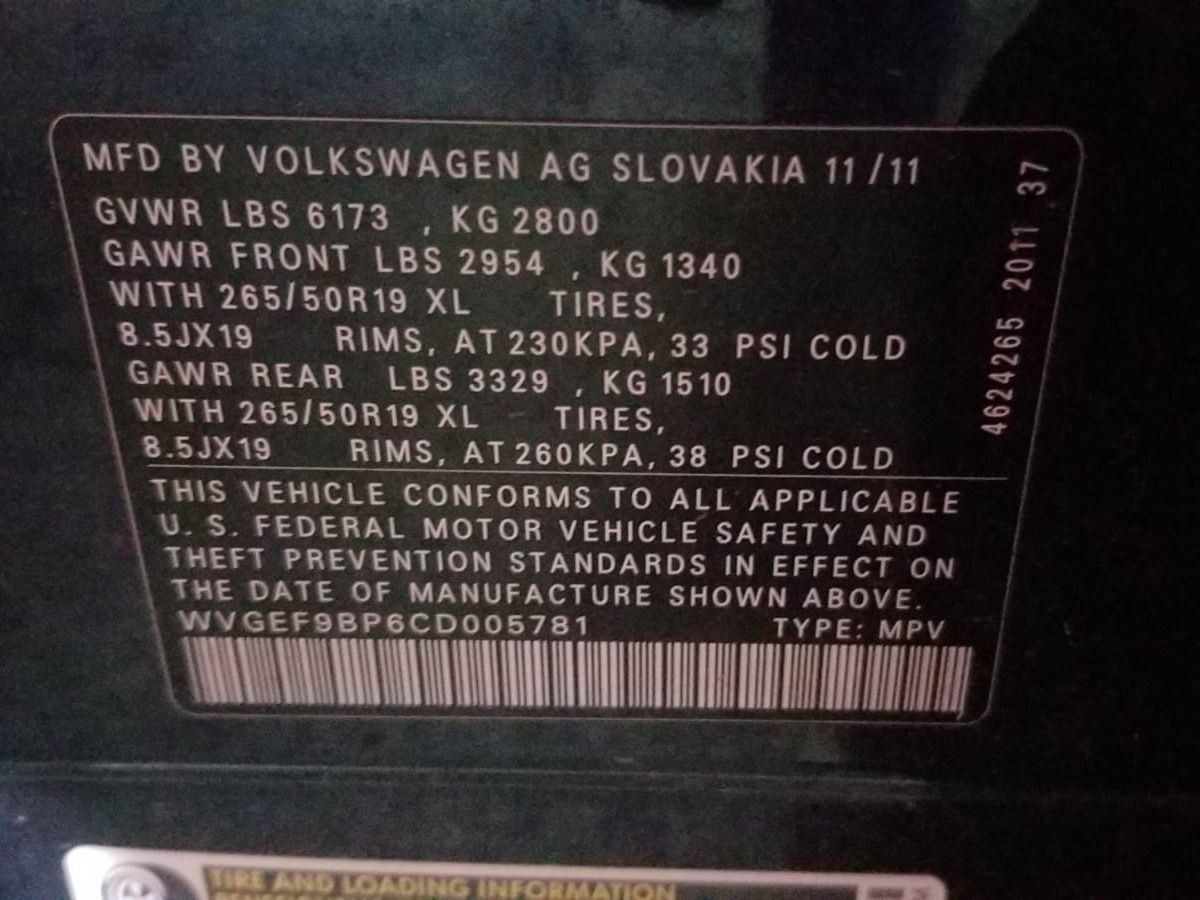 MFD BY VOLKSWAGEN AG SLOVAKIA 11/11
GVWR LBS 6173 , KG 2800
GAWR FRONT LBS 2954 , KG 1340
WITH 265/50R19 XL TIRES,
8.5JX19 RIMS, AT 230KPA, 33 PSI COLD
GAWR REAR LBS 3329 , KG 1510
WITH 265/50R19 XL TIRES,
8.5JX19 RIMS, AT 260KPA, 38 PSI COLD
THIS VEHICLE CONFORMS TO ALL APPLICABLE
U. S. FEDERAL MOTOR VEHICLE SAFETY AND
THEFT PREVENTION STANDARDS IN EFFECT ON
THE DATE OF MANUFACTURE SHOWN ABOVE.
WVGEF9BP6CD005781 TYPE: MPV
4624265 2011 37
TIRE AND LOADING INFORMATION